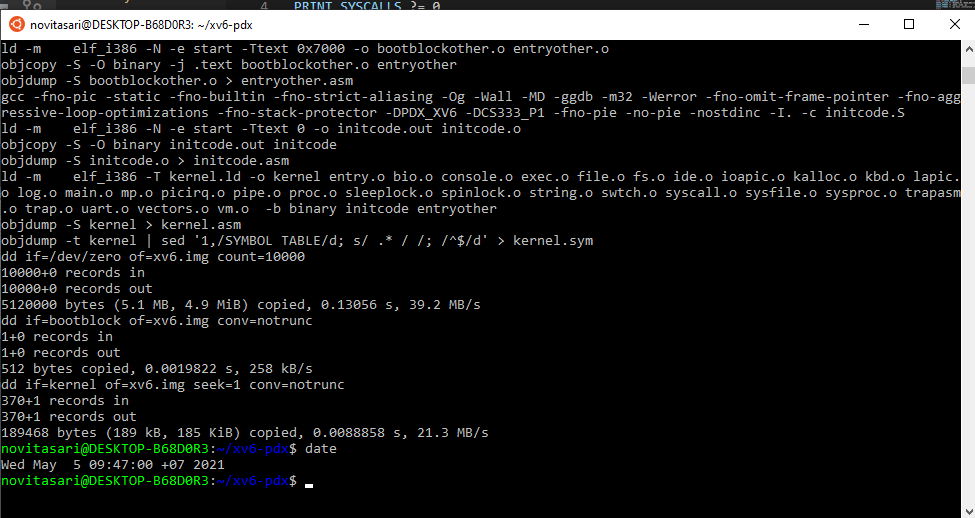 4 PRINT_SYSCALLS ?= 0
novitasari@DESKTOP-B68D0R3: ~/xv6-pdx
ld -m    elf_i386 -N -e start -Ttext 0x7000 -o bootblockother.o entryother.o
objcopy -S -O binary -j .text bootblockother.o entryother
objdump -S bootblockother.o > entryother.asm
gcc -fno-pic -static -fno-builtin -fno-strict-aliasing -Og -Wall -MD -ggdb -m32 -Werror -fno-omit-frame-pointer -fno-agg
ressive-loop-optimizations -fno-stack-protector -DPDX_XV6 -DCS333_P1 -fno-pie -no-pie -nostdinc -I. -c initcode.S
ld -m    elf_i386 -N -e start -Ttext 0 -o initcode.out initcode.o
objcopy -S -O binary initcode.out initcode
objdump -S initcode.o > initcode.asm
ld -m    elf_i386 -T kernel.ld -o kernel entry.o bio.o console.o exec.o file.o fs.o ide.o ioapic.o kalloc.o kbd.o lapic.
o log.o main.o mp.o picirq.o pipe.o proc.o sleeplock.o spinlock.o string.o swtch.o syscall.o sysfile.o sysproc.o trapasm
.o trap.o uart.o vectors.o vm.o  -b binary initcode entryother
objdump -S kernel > kernel.asm
objdump -t kernel | sed '1,/SYMBOL TABLE/d; s/ .* / /; /^$/d' > kernel.sym
dd if=/dev/zero of=xv6.img count=10000
10000+0 records in
10000+0 records out
5120000 bytes (5.1 MB, 4.9 MiB) copied, 0.13056 s, 39.2 MB/s
dd if=bootblock of=xv6.img conv=notrunc
1+0 records in
1+0 records out
512 bytes copied, 0.0019822 s, 258 kB/s
dd if=kernel of=xv6.img seek=1 conv=notrunc
370+1 records in
370+1 records out
189468 bytes (189 kB, 185 KiB) copied, 0.0088858 s, 21.3 MB/s
novitasari@DESKTOP-B68D0R3:~/xv6-pdx$ date
Wed May  5 09:47:00 +07 2021
novitasari@DESKTOP-B68D0R3:~/xv6-pdx$